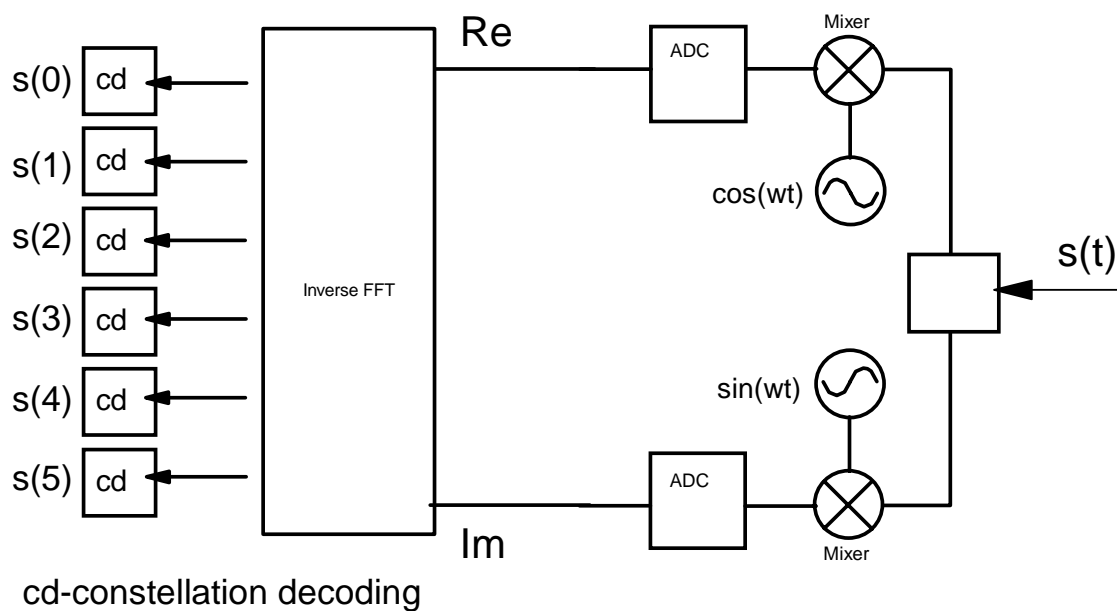 Re
Mixer
ADC
s(0)
cd
s(1)
cd
cos(wt)
s(2)
cd
s(t)
Inverse FFT
s(3)
cd
s(4)
cd
sin(wt)
s(5)
cd
ADC
Im
Mixer
cd-constellation decoding